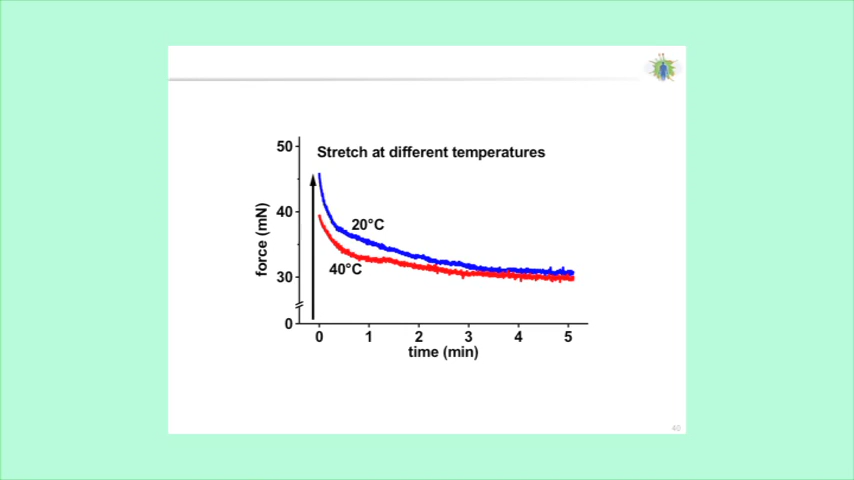 50
Stretch at different temperatures
40
20°C
40°C
30
0
force (mN)
0 1 2 3 4 5
time (min)
40